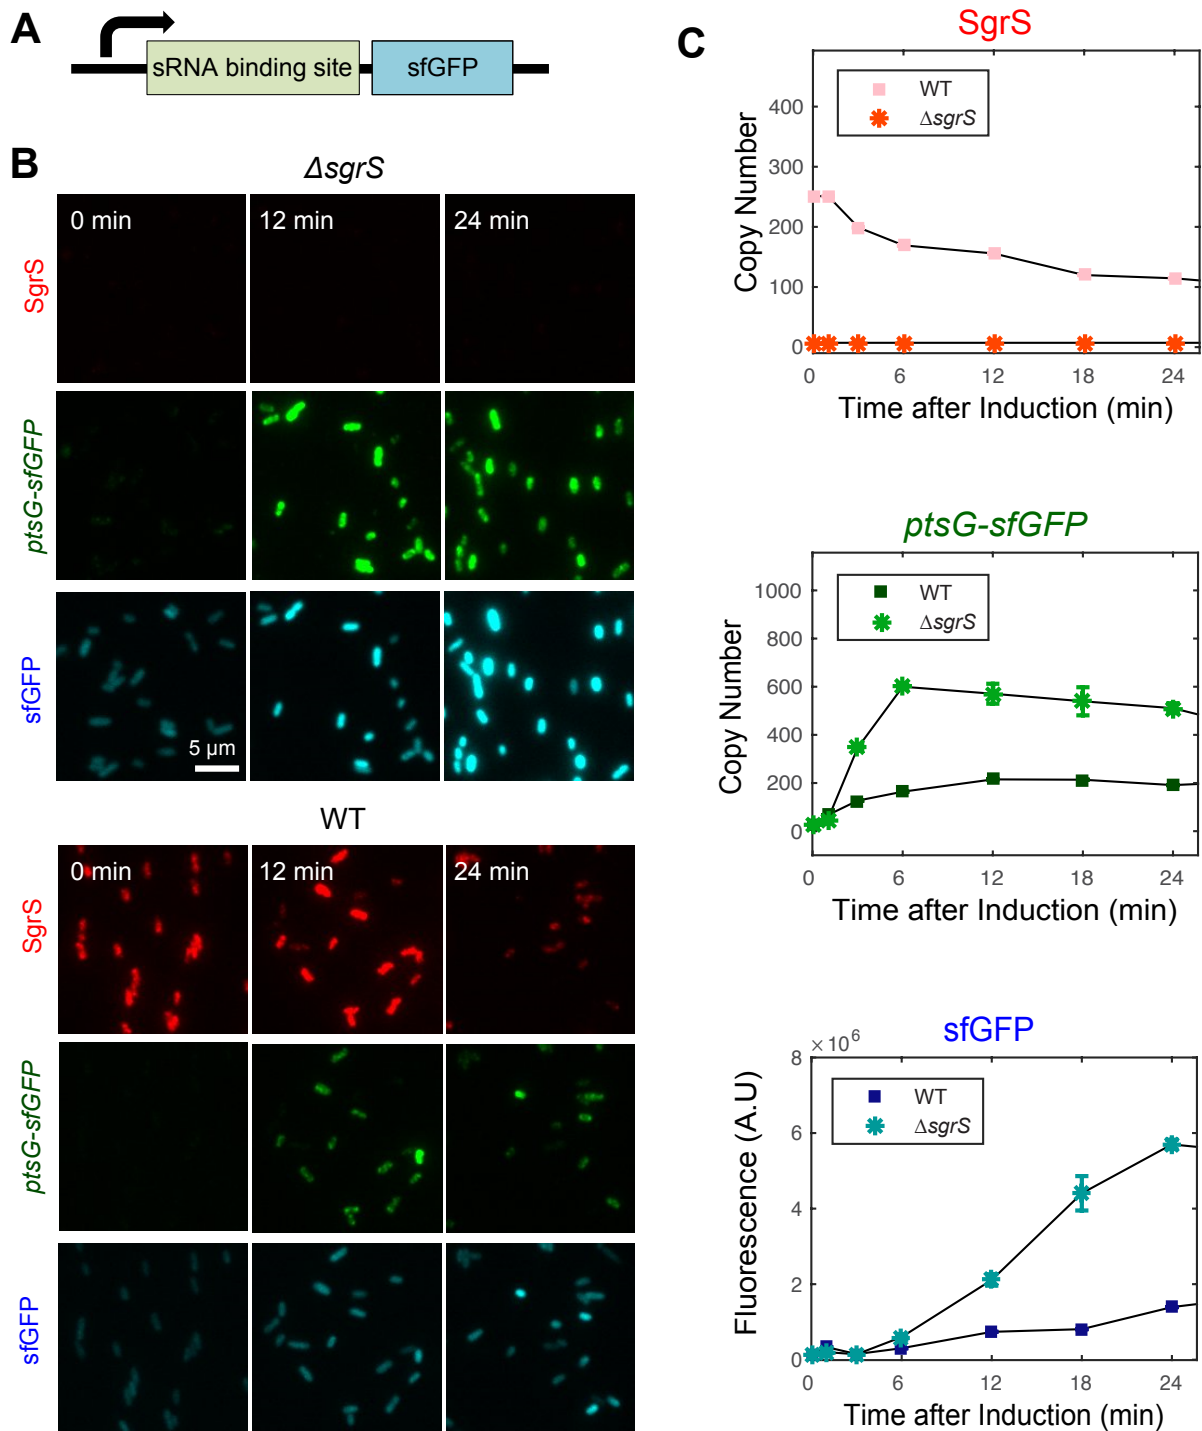 A
sRNA binding site
sfGFP
B
ΔsgrS
0 min
12 min
24 min
SgrS
ptsG-sfGFP
sfGFP
5 μm
WT
0 min
12 min
24 min
SgrS
ptsG-sfGFP
sfGFP
C
SgrS
WT
ΔsgrS
Copy Number
400
300
200
100
0
0 6 12 18 24
Time after Induction (min)
ptsG-sfGFP
WT
ΔsgrS
Copy Number
1000
800
600
400
200
0
0 6 12 18 24
Time after Induction (min)
sfGFP
×10⁶
WT
ΔsgrS
Fluorescence (A.U)
8
6
4
2
0
0 6 12 18 24
Time after Induction (min)